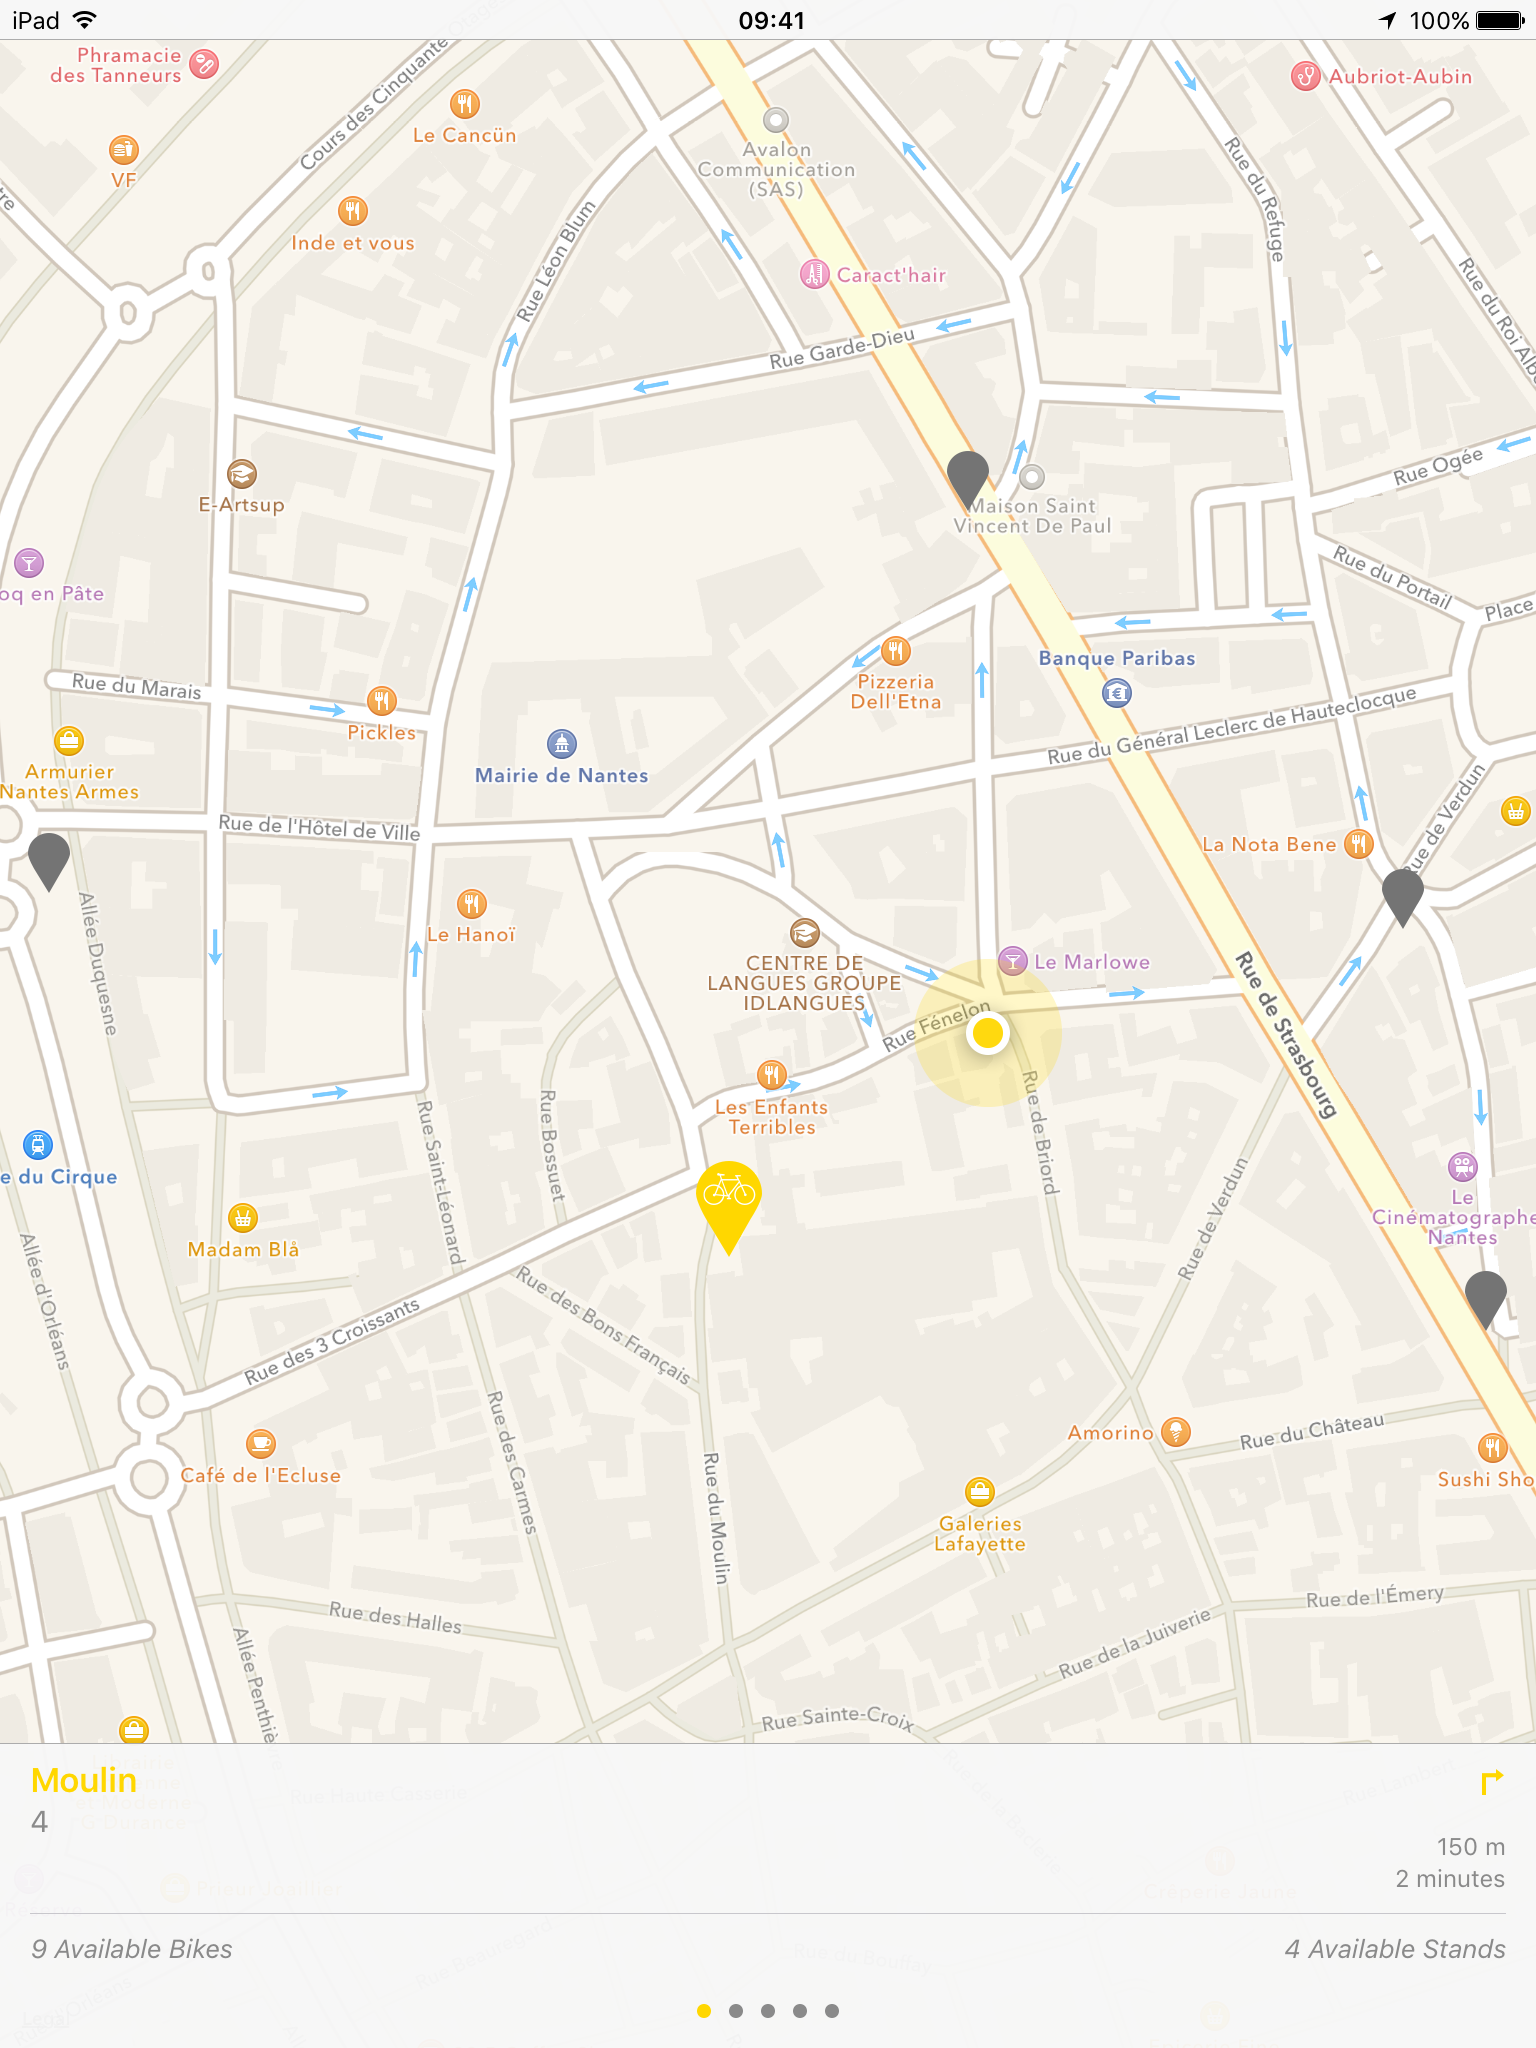 iPad
09:41
100%
Phramacie
des Tanneurs
Aubriot-Aubin
Cours des Cinquante
Le Cancün
VF
Avalon
Communication
(SAS)
Rue du Refuge
Inde et vous
Rue Léon Blum
Caract'hair
Rue Garde-Dieu
Rue du Roi
E-Artsup
Rue Ogée
Maison Saint
Vincent De Paul
oq en Pâte
Rue du Portail
Place
Banque Paribas
Pizzeria
Dell'Etna
Rue du Marais
Pickles
Rue du Général Leclerc de Hauteclocque
Mairie de Nantes
Armurier
Nantes Armes
Rue de l'Hôtel de Ville
La Nota Bene
Rue de Verdun
Allée Duquesne
Le Hanoï
CENTRE DE
LANGUES GROUPE
IDLANGUES
Le Marlowe
Rue Fénelon
Rue de Strasbourg
Les Enfants
Terribles
Rue de Briord
Rue Bossuet
Rue Saint-Léonard
e du Cirque
Le
Cinématographe
Nantes
Rue de Verdun
Madam Blå
Allée d'Orléans
Rue des Bons Français
Rue des 3 Croissants
Rue des Carmes
Amorino
Rue du Château
Café de l'Ecluse
Sushi Sho
Rue du Moulin
Galeries
Lafayette
Rue de l'Émery
Rue des Halles
Rue de la Juiverie
Allée Penthiè
Rue Sainte-Croix
Moulin
4
150 m
2 minutes
9 Available Bikes
4 Available Stands
Legal